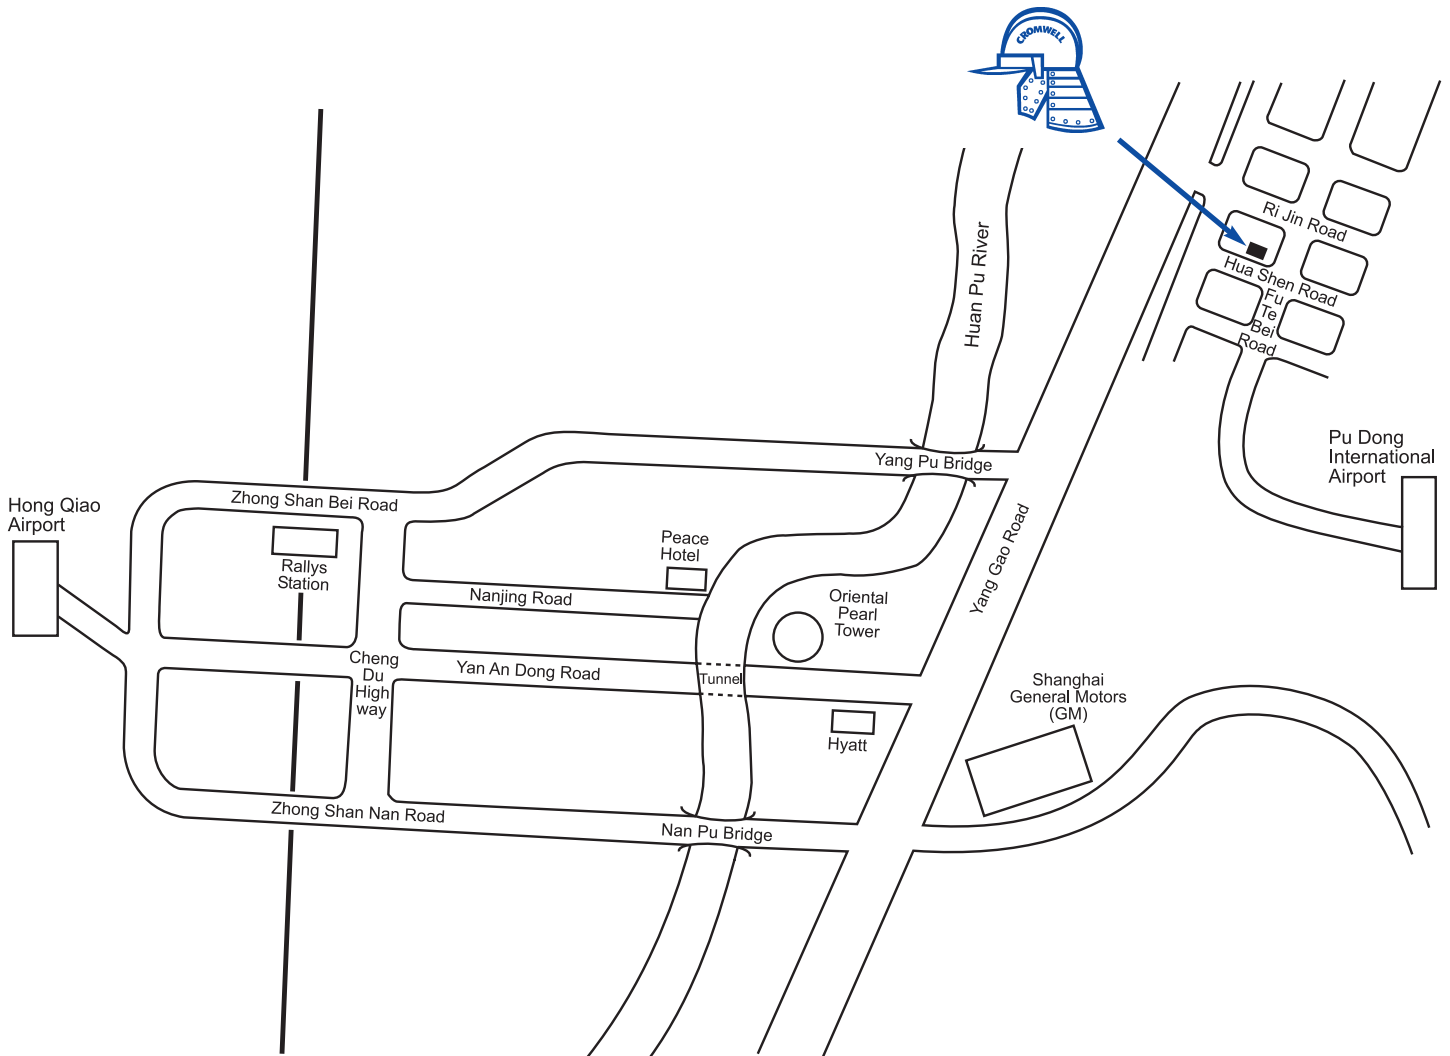 CROMWELL
Ri Jin Road
Hua Shen Road
Fu
Te
Bei
Road
Huan Pu River
Pu Dong
International
Airport
Yang Pu Bridge
Zhong Shan Bei Road
Hong Qiao
Airport
Rallys
Station
Peace
Hotel
Nanjing Road
Oriental
Pearl
Tower
Yang Gao Road
Cheng
Du
High
way
Yan An Dong Road
Tunnel
Shanghai
General Motors
(GM)
Hyatt
Zhong Shan Nan Road
Nan Pu Bridge